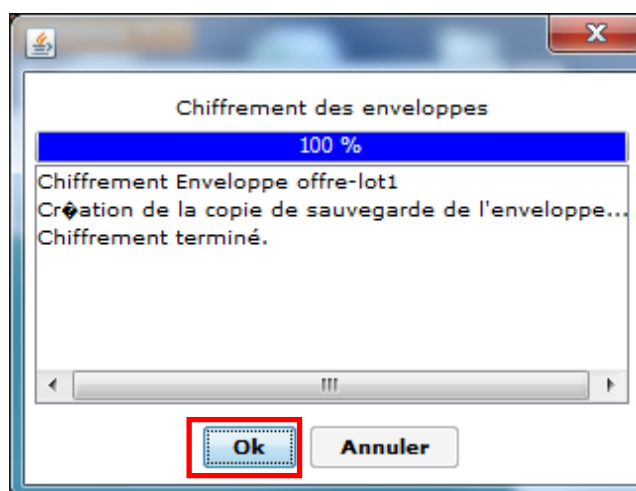 Chiffrement des enveloppes
100 %
Chiffrement Enveloppe offre-lot1
Cr�ation de la copie de sauvegarde de l'enveloppe...
Chiffrement terminé.
Ok
Annuler